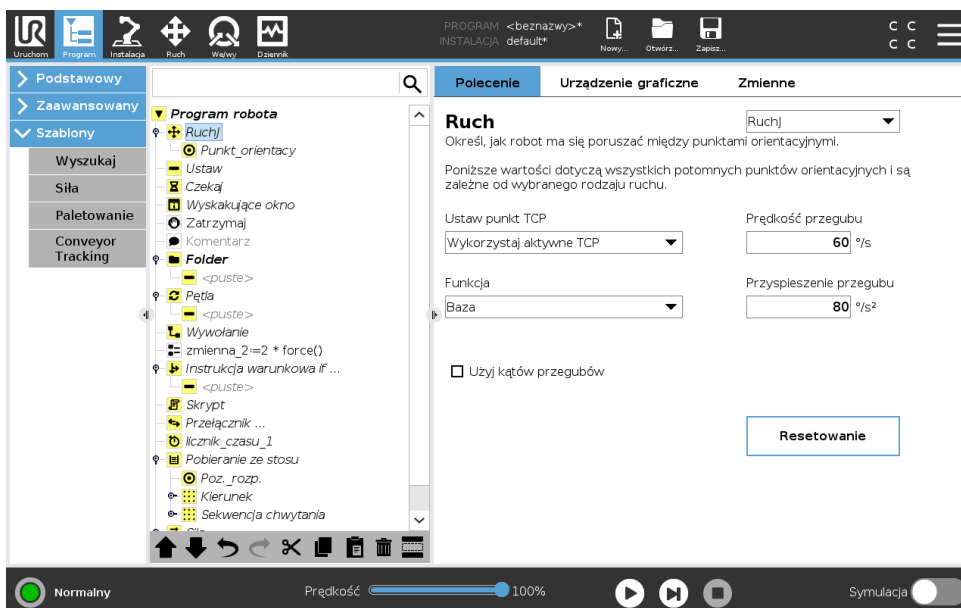 PROGRAM <beznazwy>*
INSTALACJA default*
Uruchom
Program
Instalacja
Ruch
We/wy
Dziennik
Nowy...
Otwórz...
Zapisz...
C C
C C
Podstawowy
Zaawansowany
Szablony
Wyszukaj
Siła
Paletowanie
Conveyor
Tracking
Program robota
RuchJ
Punkt_orientacy
Ustaw
Czekaj
Wyskakujące okno
Zatrzymaj
Komentarz
Folder
<puste>
Pętla
<puste>
Wywołanie
zmienna_2:=2 * force()
Instrukcja warunkowa if ...
<puste>
Skrypt
Przełącznik ...
licznik_czasu_1
Pobieranie ze stosu
Poz._rozp.
Kierunek
Sekwencja chwytania
Polecenie
Urządzenie graficzne
Zmienne
Ruch
RuchJ
Określ, jak robot ma się poruszać między punktami orientacyjnymi.
Poniższe wartości dotyczą wszystkich potomnych punktów orientacyjnych i są
zależne od wybranego rodzaju ruchu.
Ustaw punkt TCP
Prędkość przegubu
Wykorzystaj aktywne TCP
60 °/s
Funkcja
Przyspieszenie przegubu
Baza
80 °/s²
Użyj kątów przegubów
Resetowanie
Normalny
Prędkość
100%
Symulacja